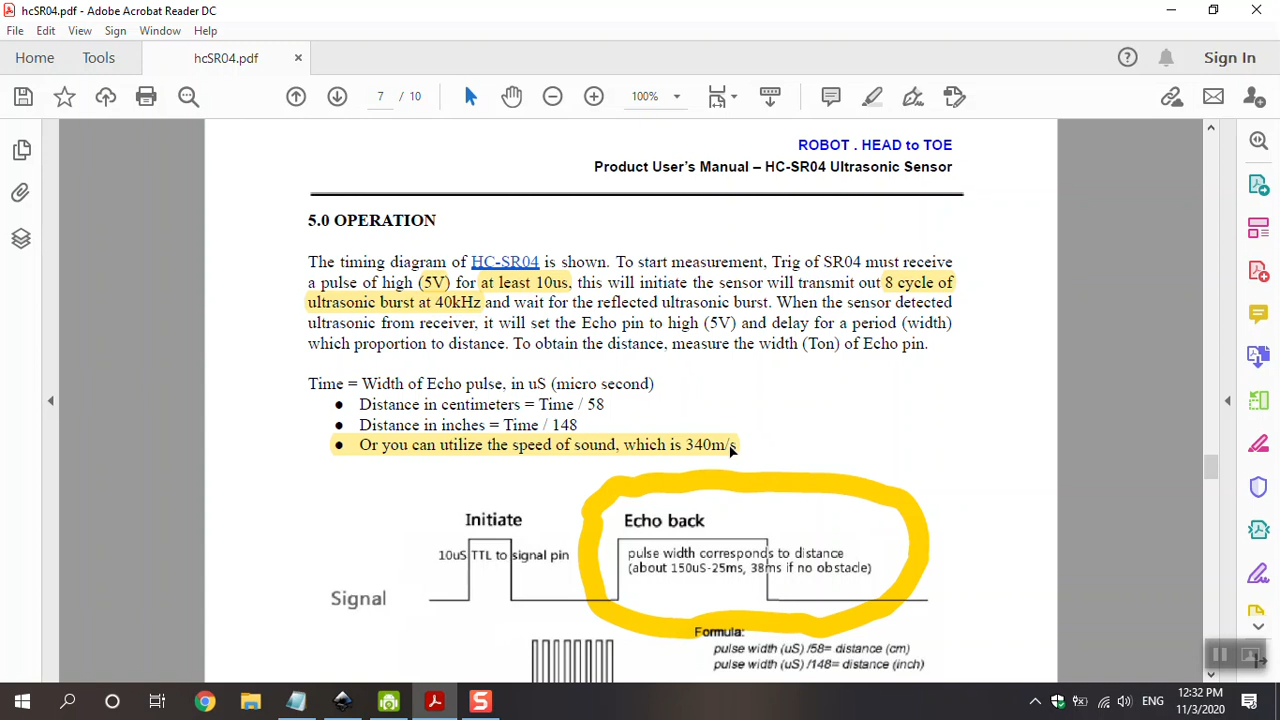 hcSR04.pdf - Adobe Acrobat Reader DC
File Edit View Sign Window Help
Home Tools hcSR04.pdf × Sign In
7 / 10 100%
ROBOT . HEAD to TOE
Product User's Manual – HC-SR04 Ultrasonic Sensor
5.0 OPERATION
The timing diagram of HC-SR04 is shown. To start measurement, Trig of SR04 must receive
a pulse of high (5V) for at least 10us, this will initiate the sensor will transmit out 8 cycle of
ultrasonic burst at 40kHz and wait for the reflected ultrasonic burst. When the sensor detected
ultrasonic from receiver, it will set the Echo pin to high (5V) and delay for a period (width)
which proportion to distance. To obtain the distance, measure the width (Ton) of Echo pin.
Time = Width of Echo pulse, in uS (micro second)
● Distance in centimeters = Time / 58
● Distance in inches = Time / 148
● Or you can utilize the speed of sound, which is 340m/s
Initiate
Echo back
10uS TTL to signal pin
pulse width corresponds to distance
(about 150uS-25ms, 38ms if no obstacle)
Signal
Formula:
pulse width (uS) /58= distance (cm)
pulse width (uS) /148= distance (inch)
ENG
12:32 PM
11/3/2020